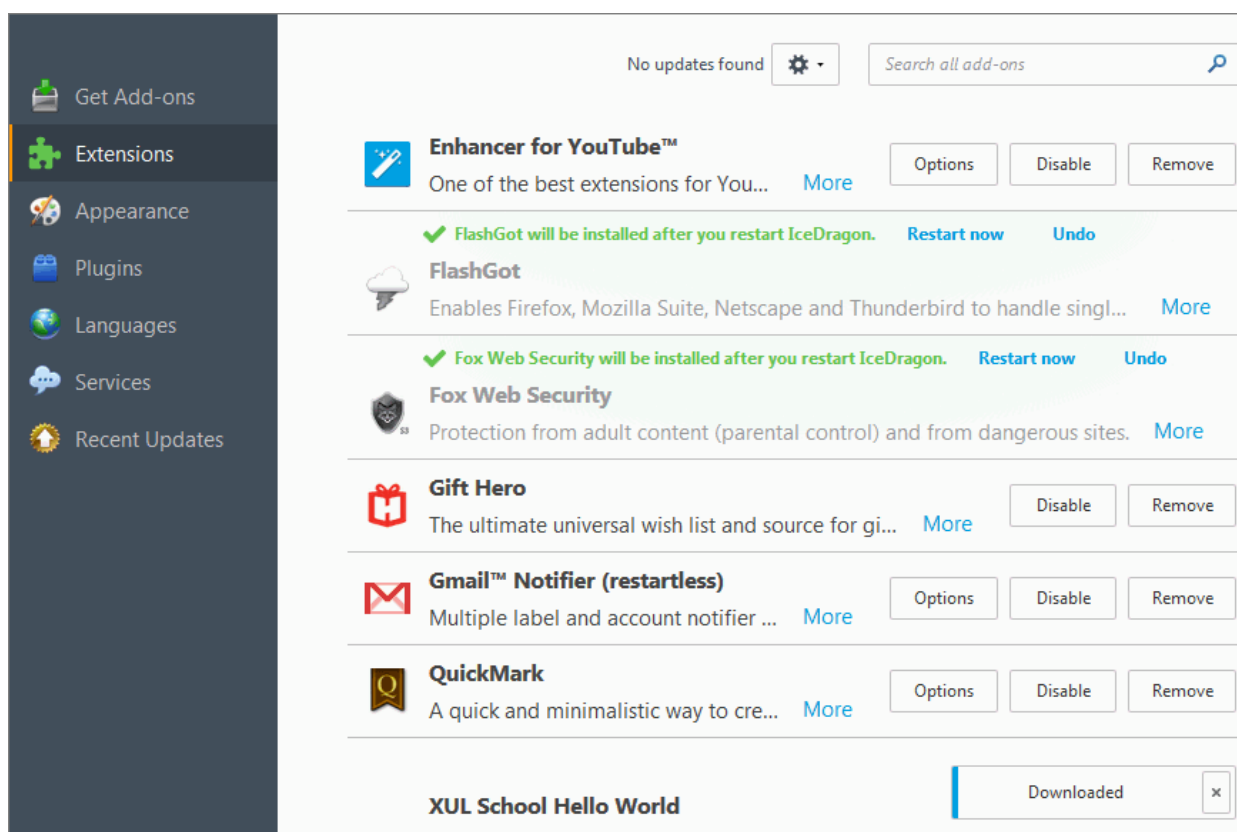 No updates found
Search all add-ons
Get Add-ons
Extensions
Appearance
Plugins
Languages
Services
Recent Updates
Enhancer for YouTube™
One of the best extensions for You... More
Options Disable Remove
FlashGot will be installed after you restart IceDragon. Restart now Undo
FlashGot
Enables Firefox, Mozilla Suite, Netscape and Thunderbird to handle singl... More
Fox Web Security will be installed after you restart IceDragon. Restart now Undo
Fox Web Security
Protection from adult content (parental control) and from dangerous sites. More
Gift Hero
The ultimate universal wish list and source for gi... More
Disable Remove
Gmail™ Notifier (restartless)
Multiple label and account notifier ... More
Options Disable Remove
QuickMark
A quick and minimalistic way to cre... More
Options Disable Remove
XUL School Hello World
Downloaded ×